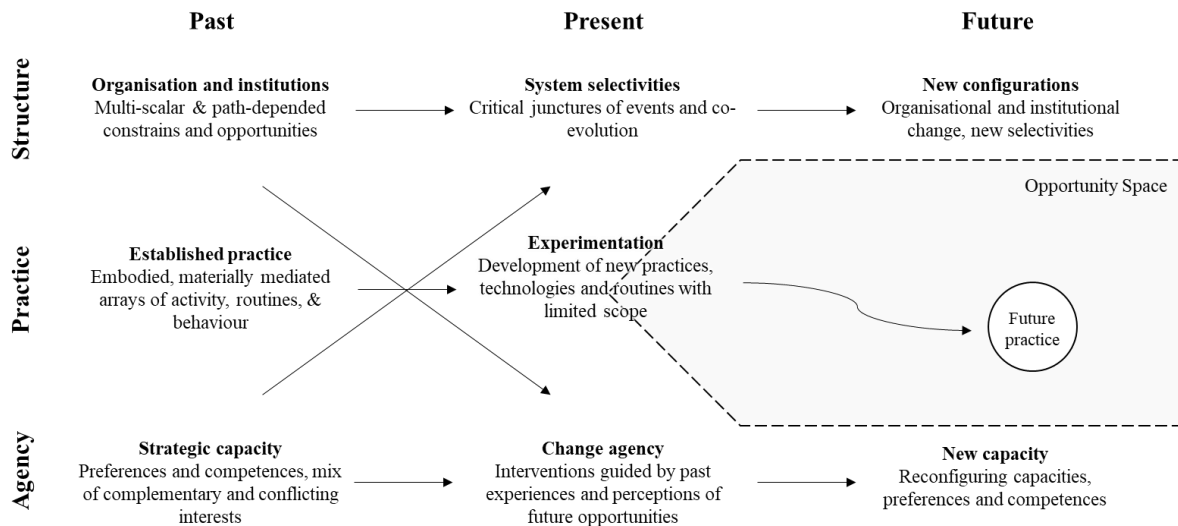 Past
Present
Future
Structure
Organisation and institutions
Multi-scalar & path-depended
constrains and opportunities
System selectivities
Critical junctures of events and co-
evolution
New configurations
Organisational and institutional
change, new selectivities
Opportunity Space
Practice
Established practice
Embodied, materially mediated
arrays of activity, routines, &
behaviour
Experimentation
Development of new practices,
technologies and routines with
limited scope
Future
practice
Agency
Strategic capacity
Preferences and competences, mix
of complementary and conflicting
interests
Change agency
Interventions guided by past
experiences and perceptions of
future opportunities
New capacity
Reconfiguring capacities,
preferences and competences